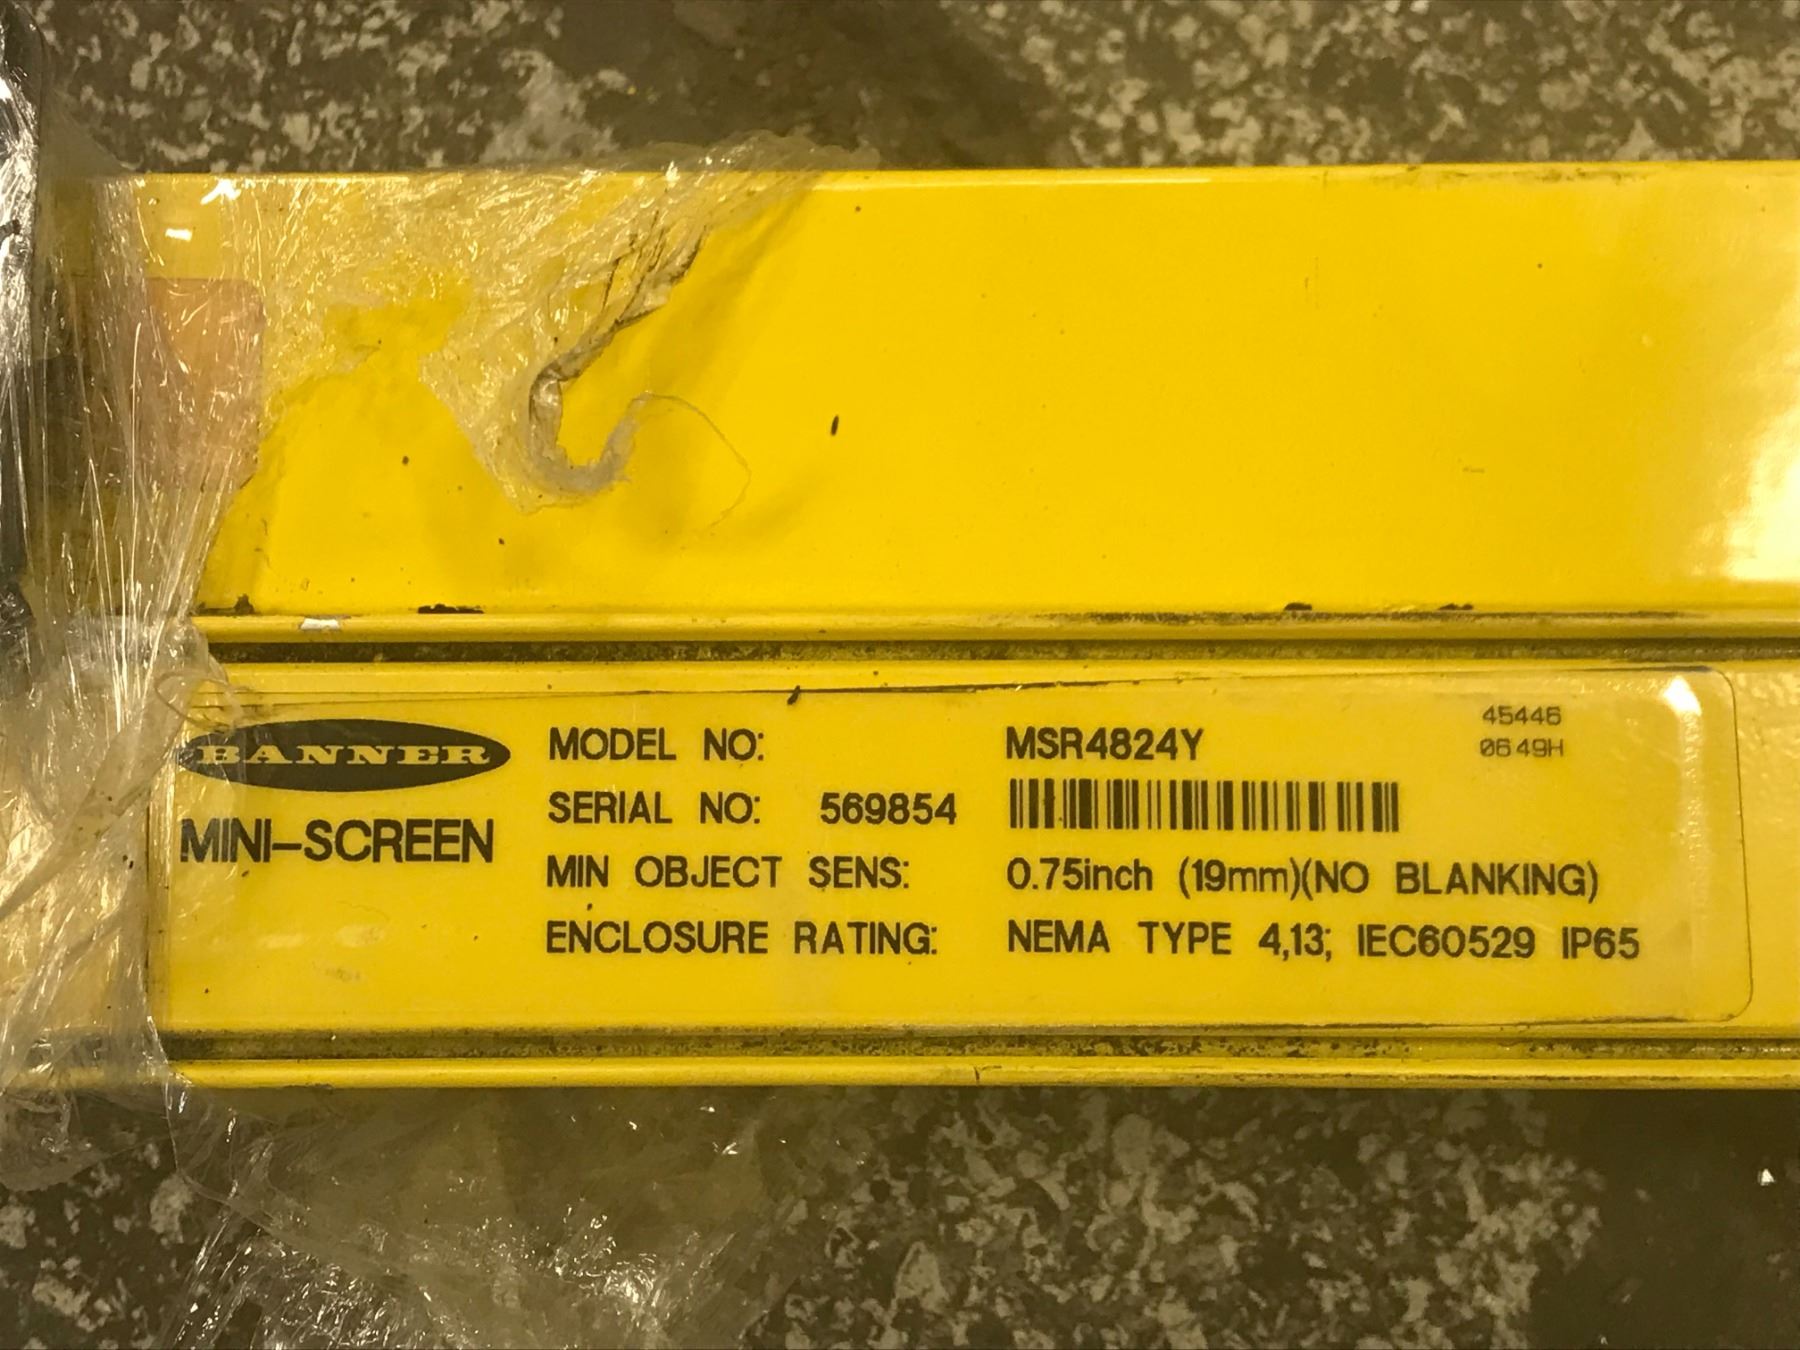 BANNER
MINI-SCREEN
MODEL NO: MSR4824Y
45446
0649H
SERIAL NO: 569854
MIN OBJECT SENS: 0.75inch (19mm)(NO BLANKING)
ENCLOSURE RATING: NEMA TYPE 4,13; IEC60529 IP65